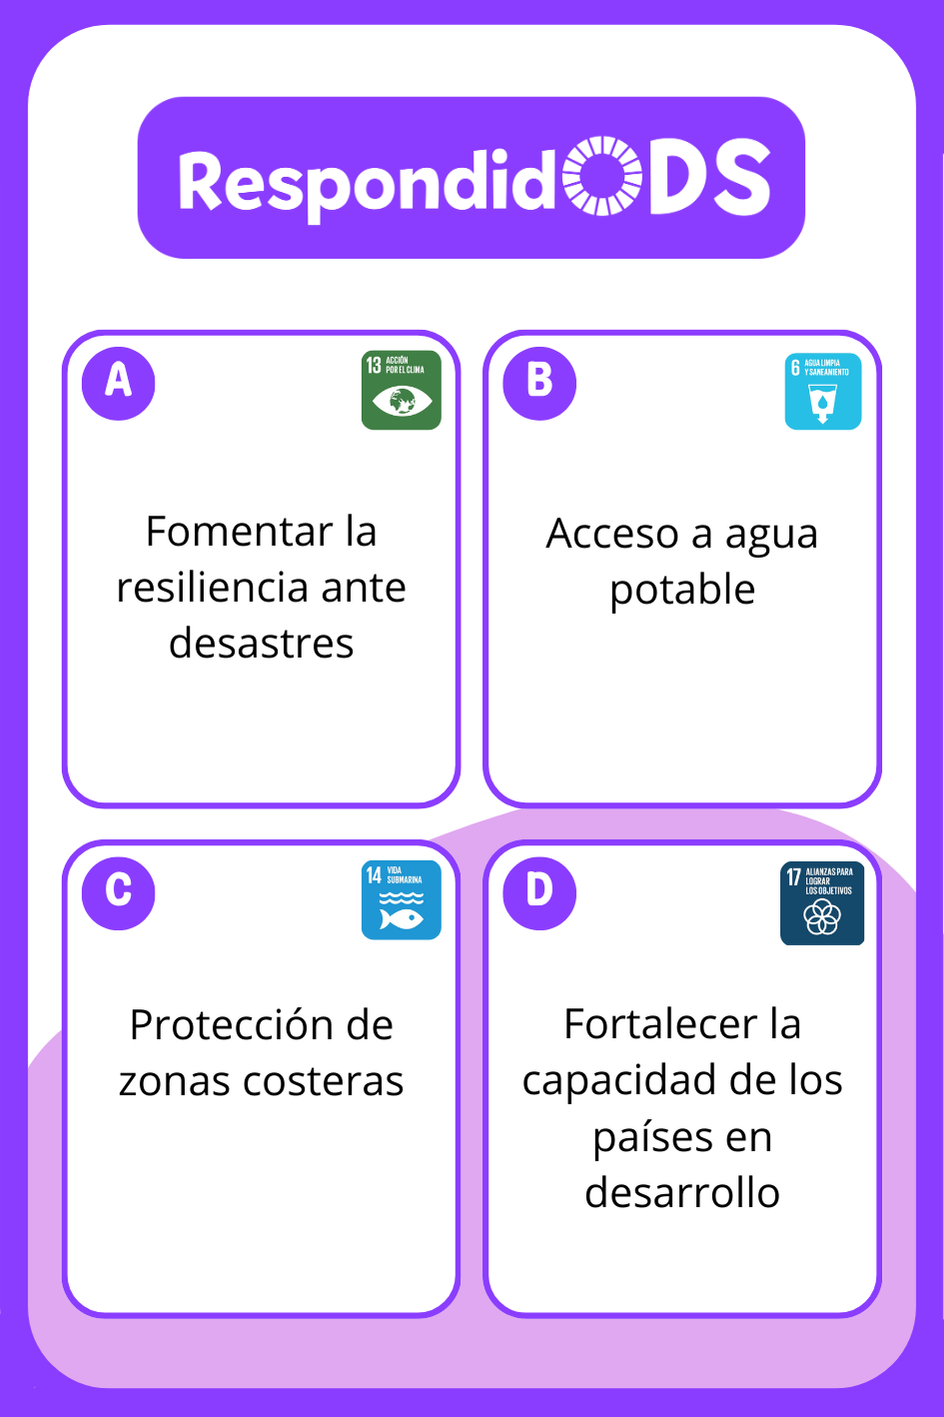 RespondidODS
A
13 ACCIÓN
POR EL CLIMA
Fomentar la
resiliencia ante
desastres
B
6 AGUA LIMPIA
Y SANEAMIENTO
Acceso a agua
potable
C
14 VIDA
SUBMARINA
Protección de
zonas costeras
D
17 ALIANZAS PARA
LOGRAR
LOS OBJETIVOS
Fortalecer la
capacidad de los
países en
desarrollo